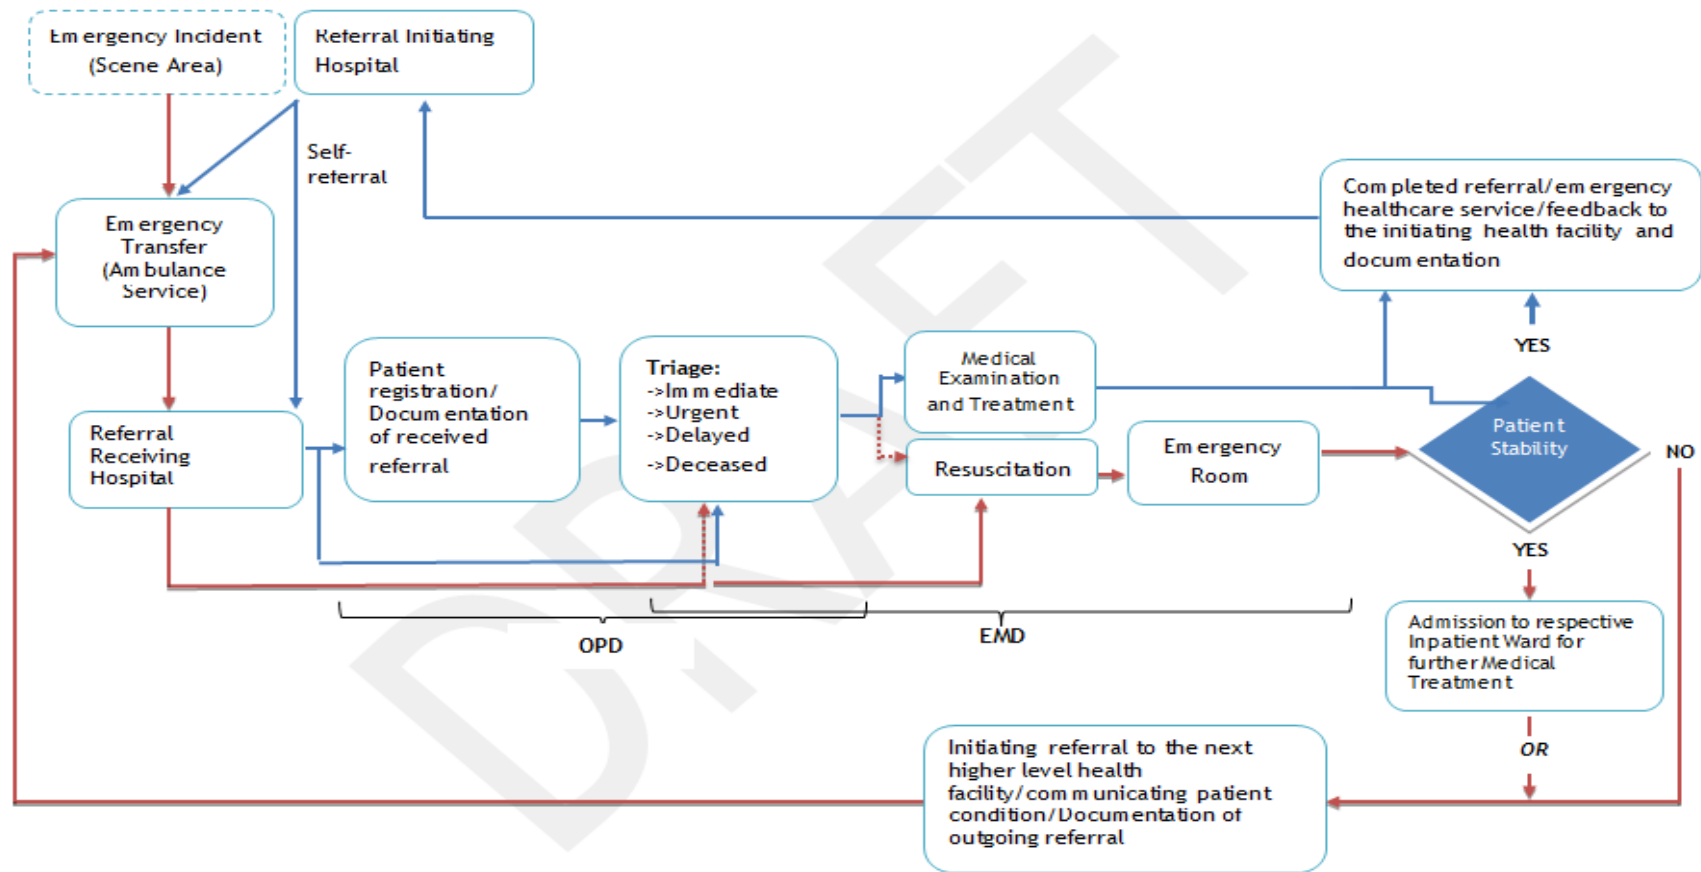 Emergency Incident
(Scene Area)
Referral Initiating
Hospital
Self-
referral
Emergency
Transfer
(Ambulance
Service)
Completed referral/emergency
healthcare service/feedback to
the initiating health facility and
documentation
YES
Patient
registration/
Documentation
of received
referral
Triage:
->Immediate
->Urgent
->Delayed
->Deceased
Medical
Examination
and Treatment
Resuscitation
Emergency
Room
Patient
Stability
NO
Referral
Receiving
Hospital
YES
OPD
EMD
Admission to respective
Inpatient Ward for
further Medical
Treatment
OR
Initiating referral to the next
higher level health
facility/communicating patient
condition/Documentation of
outgoing referral
DRAFT